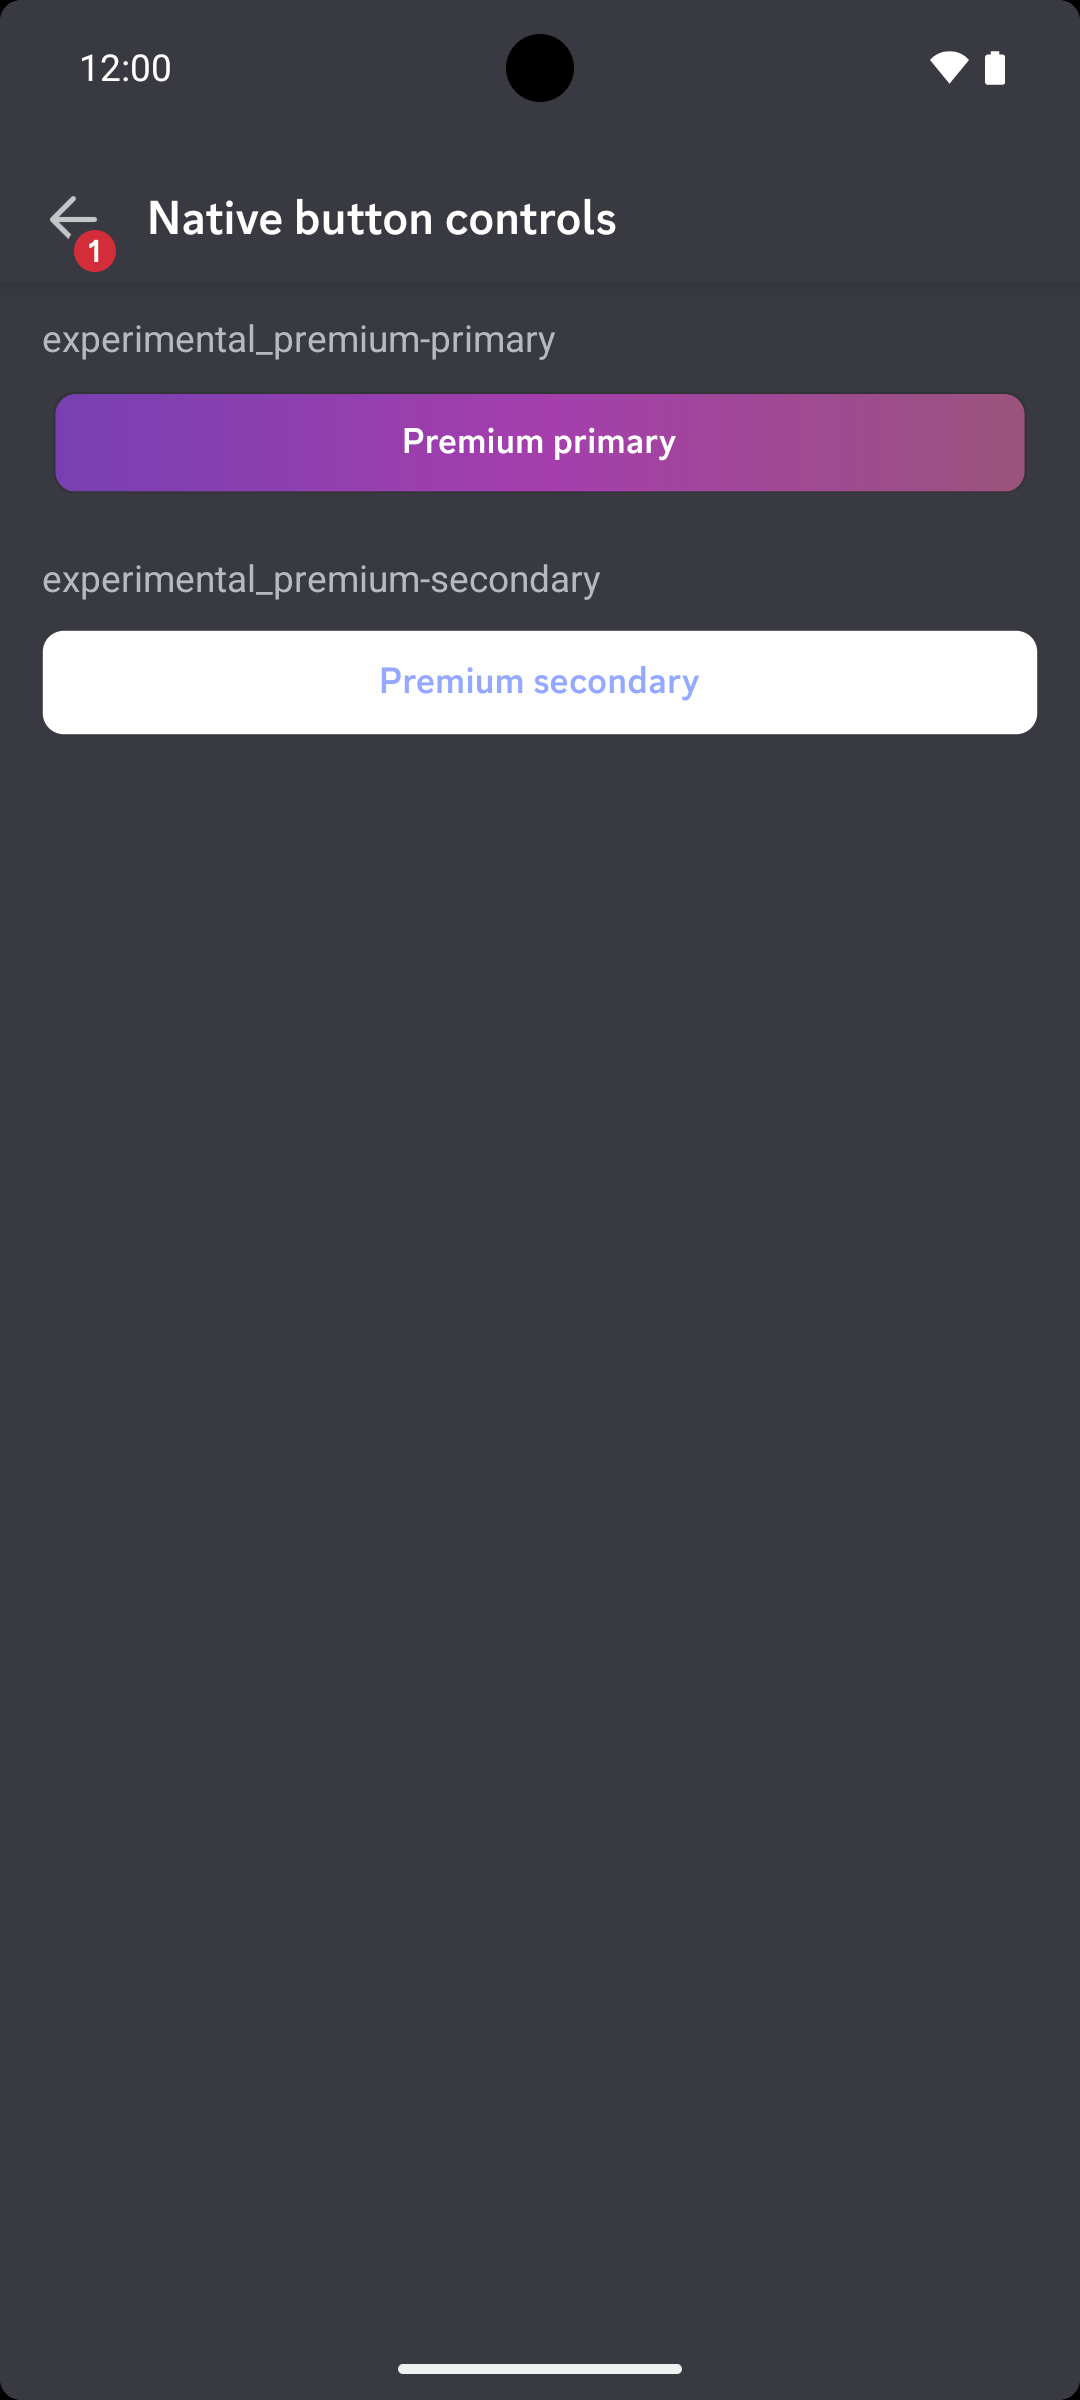 12:00
Native button controls
1
experimental_premium-primary
Premium primary
experimental_premium-secondary
Premium secondary